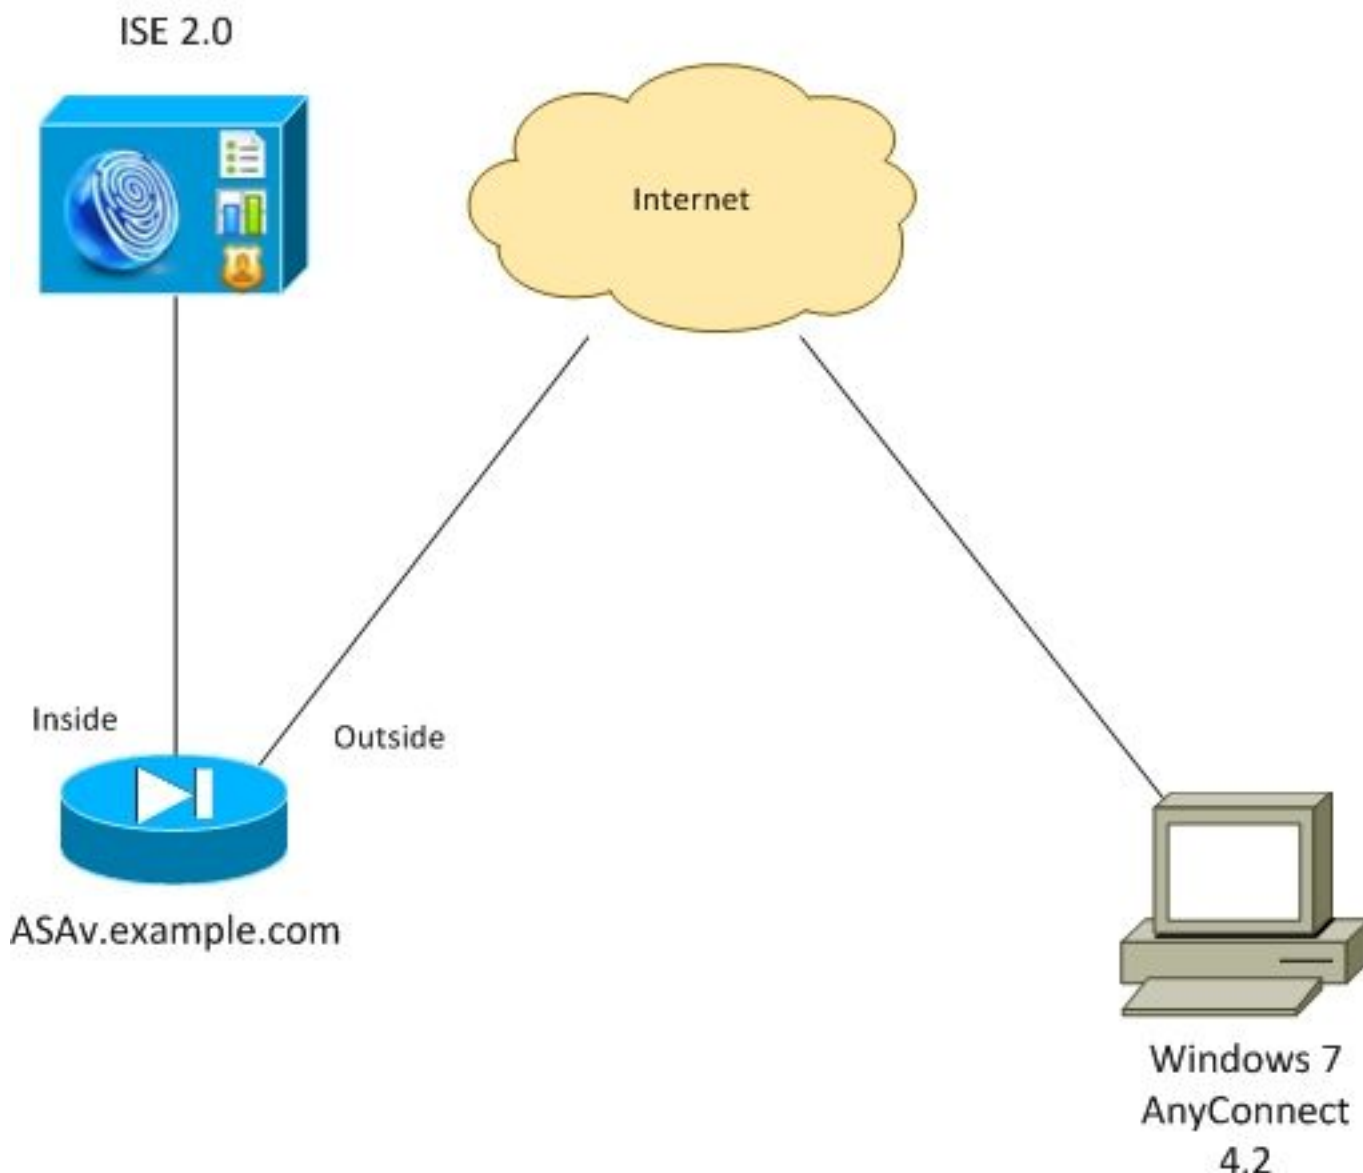 ISE 2.0
Internet
Inside
Outside
ASAv.example.com
Windows 7
AnyConnect
4.2